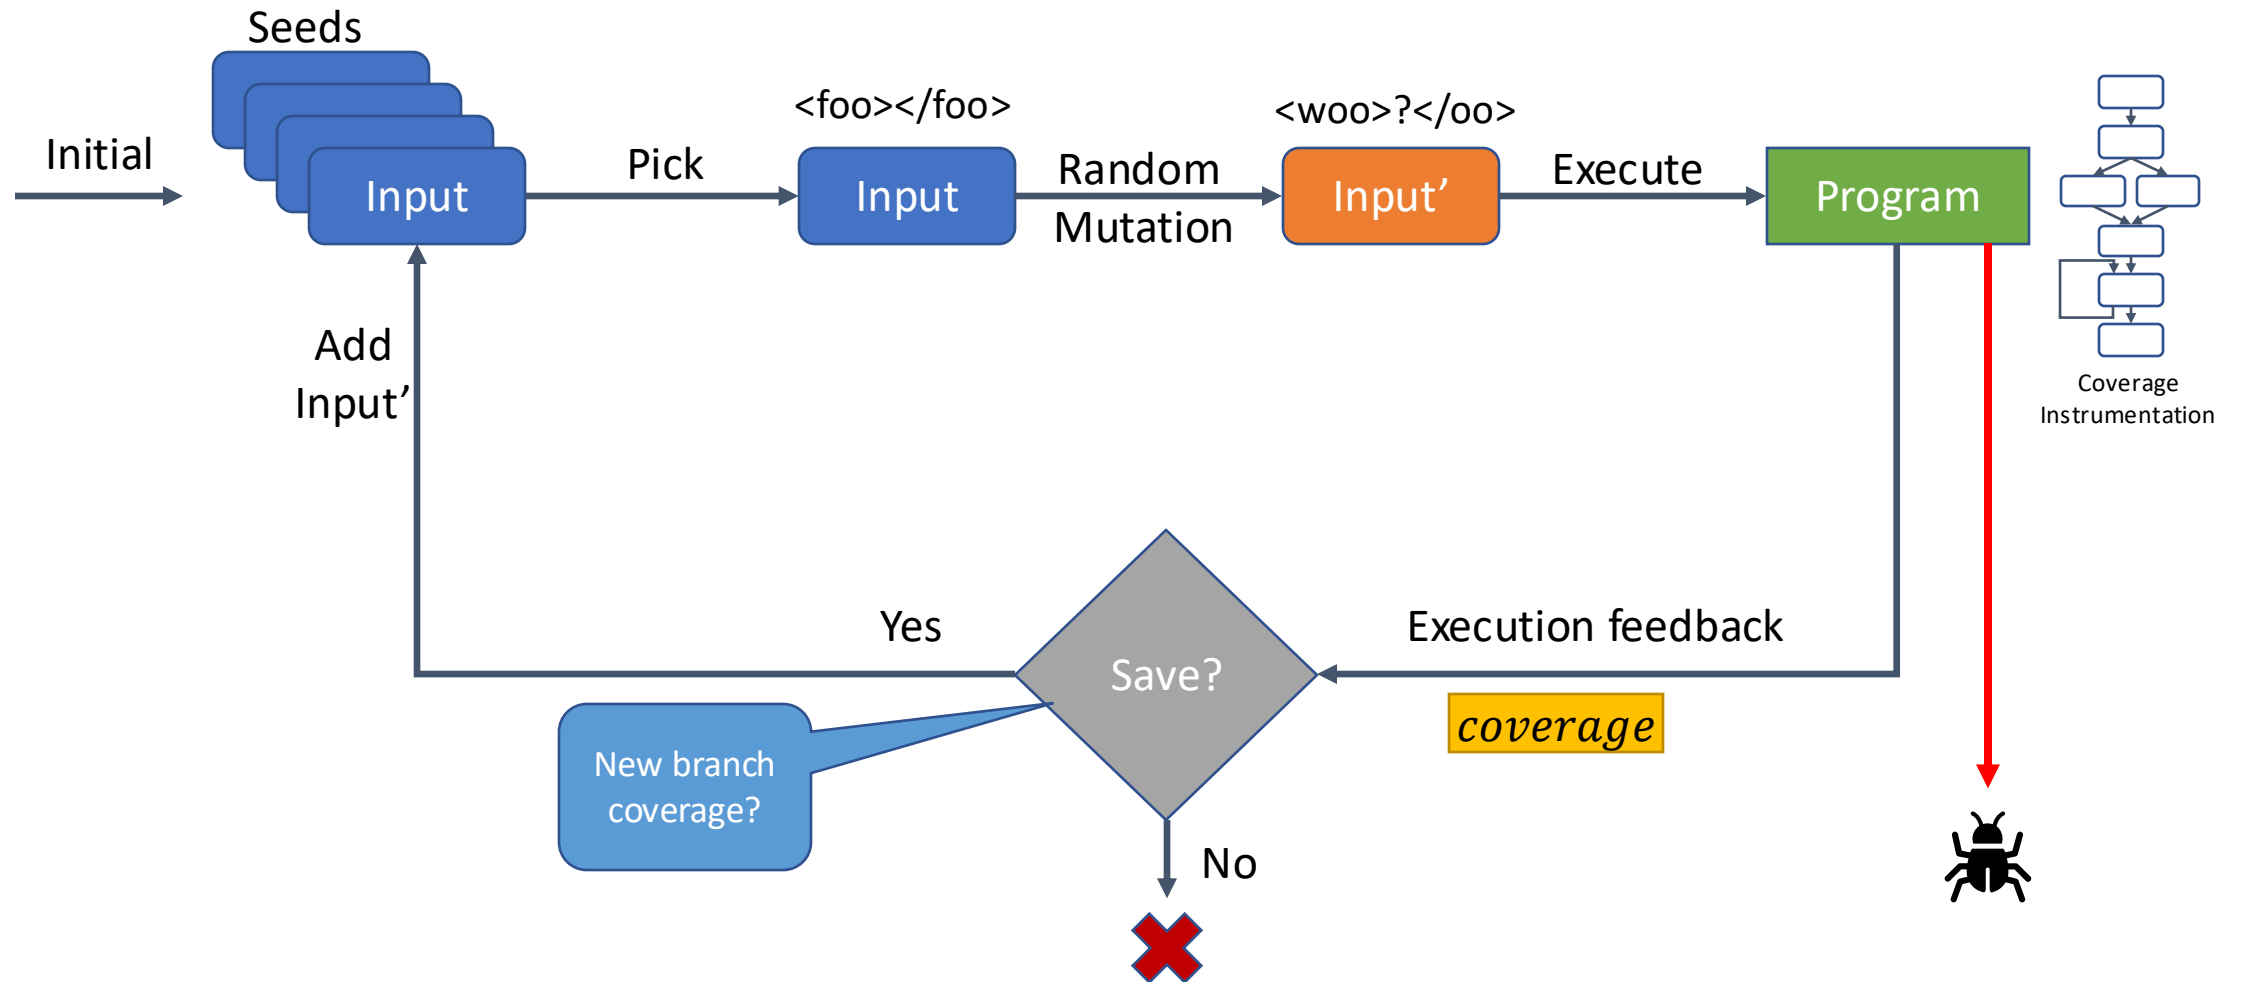 Seeds
Initial
Input
Pick
<foo></foo>
Input
Random
Mutation
<woo>?</oo>
Input’
Execute
Program
Coverage
Instrumentation
Add
Input’
Yes
Save?
Execution feedback
coverage
New branch
coverage?
No